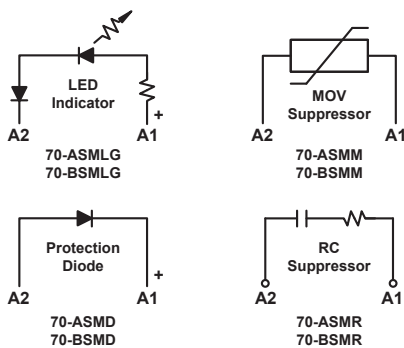 LED
Indicator
+
A2 A1
70-ASMLG
70-BSMLG
MOV
Suppressor
A2 A1
70-ASMM
70-BSMM
Protection
Diode
+
A2 A1
70-ASMD
70-BSMD
RC
Suppressor
A2 A1
70-ASMR
70-BSMR